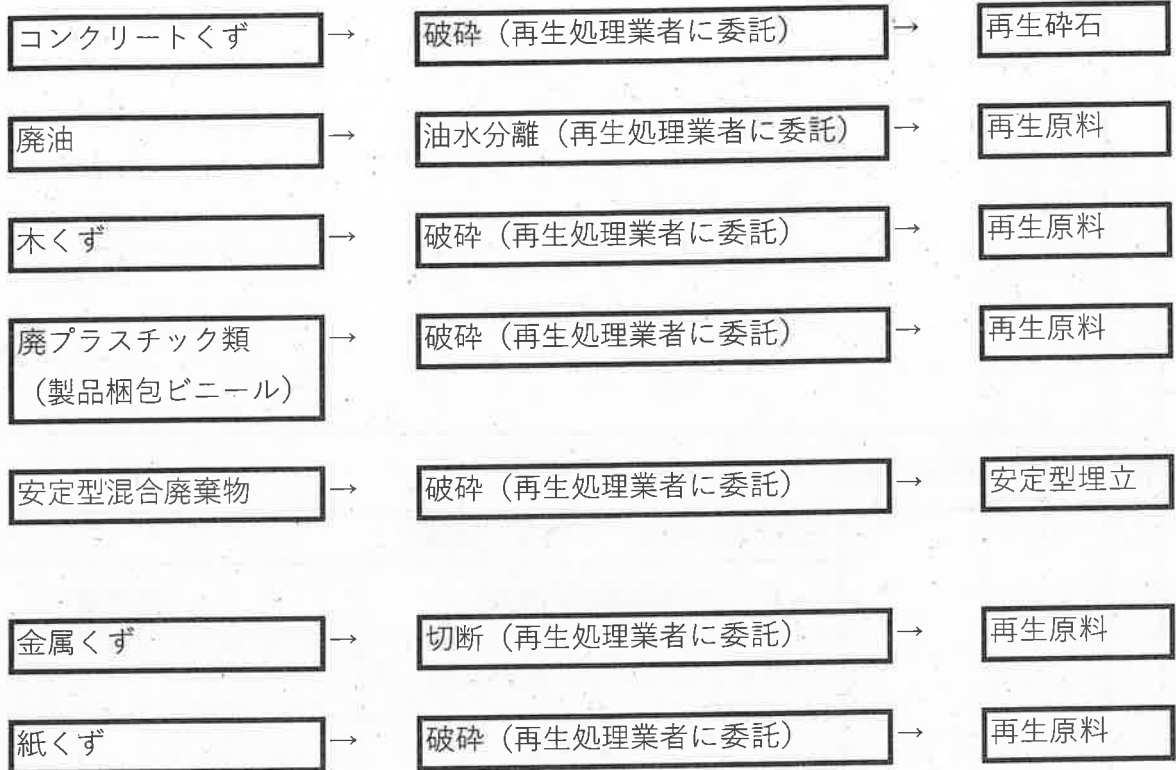 コンクリートくず → 破砕（再生処理業者に委託） → 再生砕石
廃油 → 油水分離（再生処理業者に委託） → 再生原料
木くず → 破砕（再生処理業者に委託） → 再生原料
廃プラスチック類 → 破砕（再生処理業者に委託） → 再生原料
（製品梱包ビニール）
安定型混合廃棄物 → 破砕（再生処理業者に委託） → 安定型埋立
金属くず → 切断（再生処理業者に委託） → 再生原料
紙くず → 破砕（再生処理業者に委託） → 再生原料